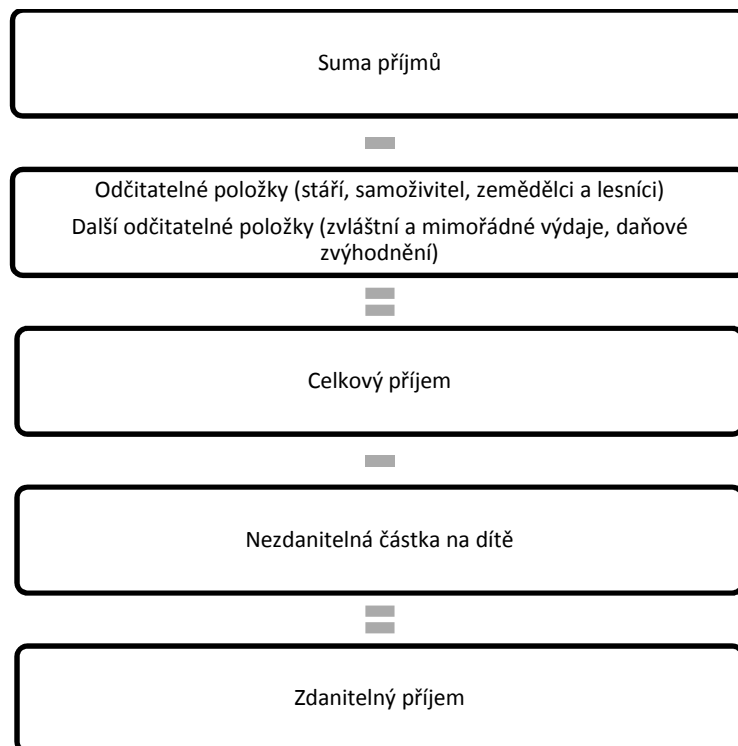 Suma příjmů
Odčitatelné položky (stáří, samoživitel, zemědělci a lesníci)
Další odčitatelné položky (zvláštní a mimořádné výdaje, daňové
zvýhodnění)
Celkový příjem
Nezdanitelná částka na dítě
Zdanitelný příjem